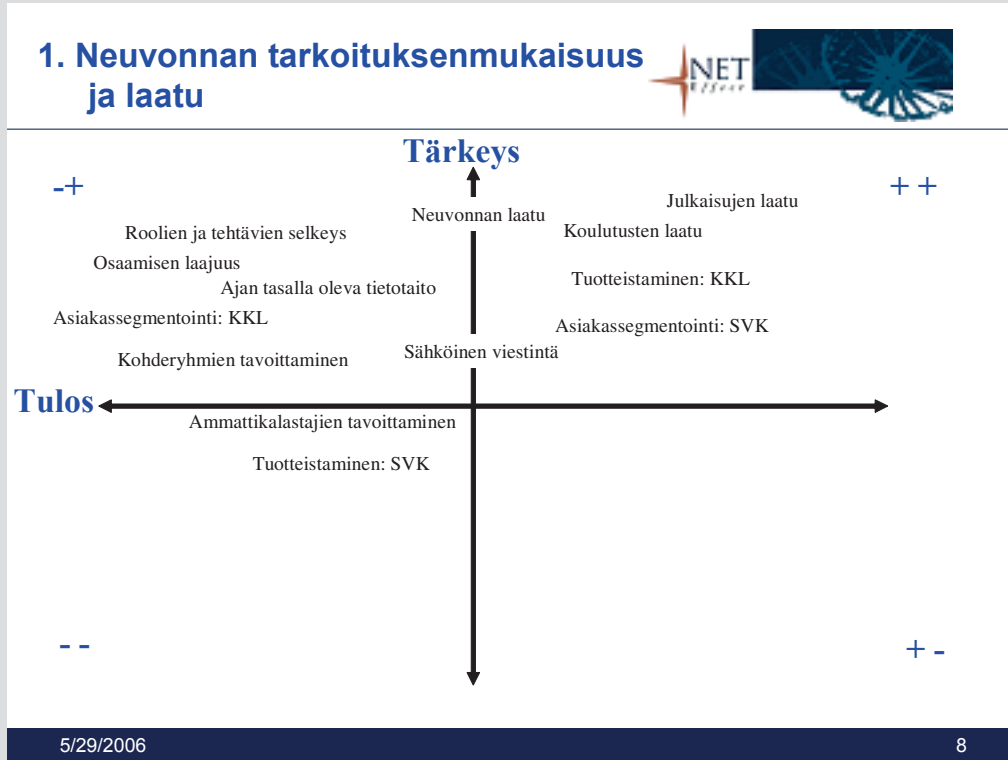 1. Neuvonnan tarkoituksenmukaisuus
ja laatu
NET
Effect
Tärkeys
-+
+ +
Julkaisujen laatu
Neuvonnan laatu
Koulutusten laatu
Roolien ja tehtävien selkeys
Osaamisen laajuus
Tuotteistaminen: KKL
Ajan tasalla oleva tietotaito
Asiakassegmentointi: KKL
Asiakassegmentointi: SVK
Sähköinen viestintä
Kohderyhmien tavoittaminen
Tulos
Ammattikalastajien tavoittaminen
Tuotteistaminen: SVK
- -
+ -
5/29/2006
8